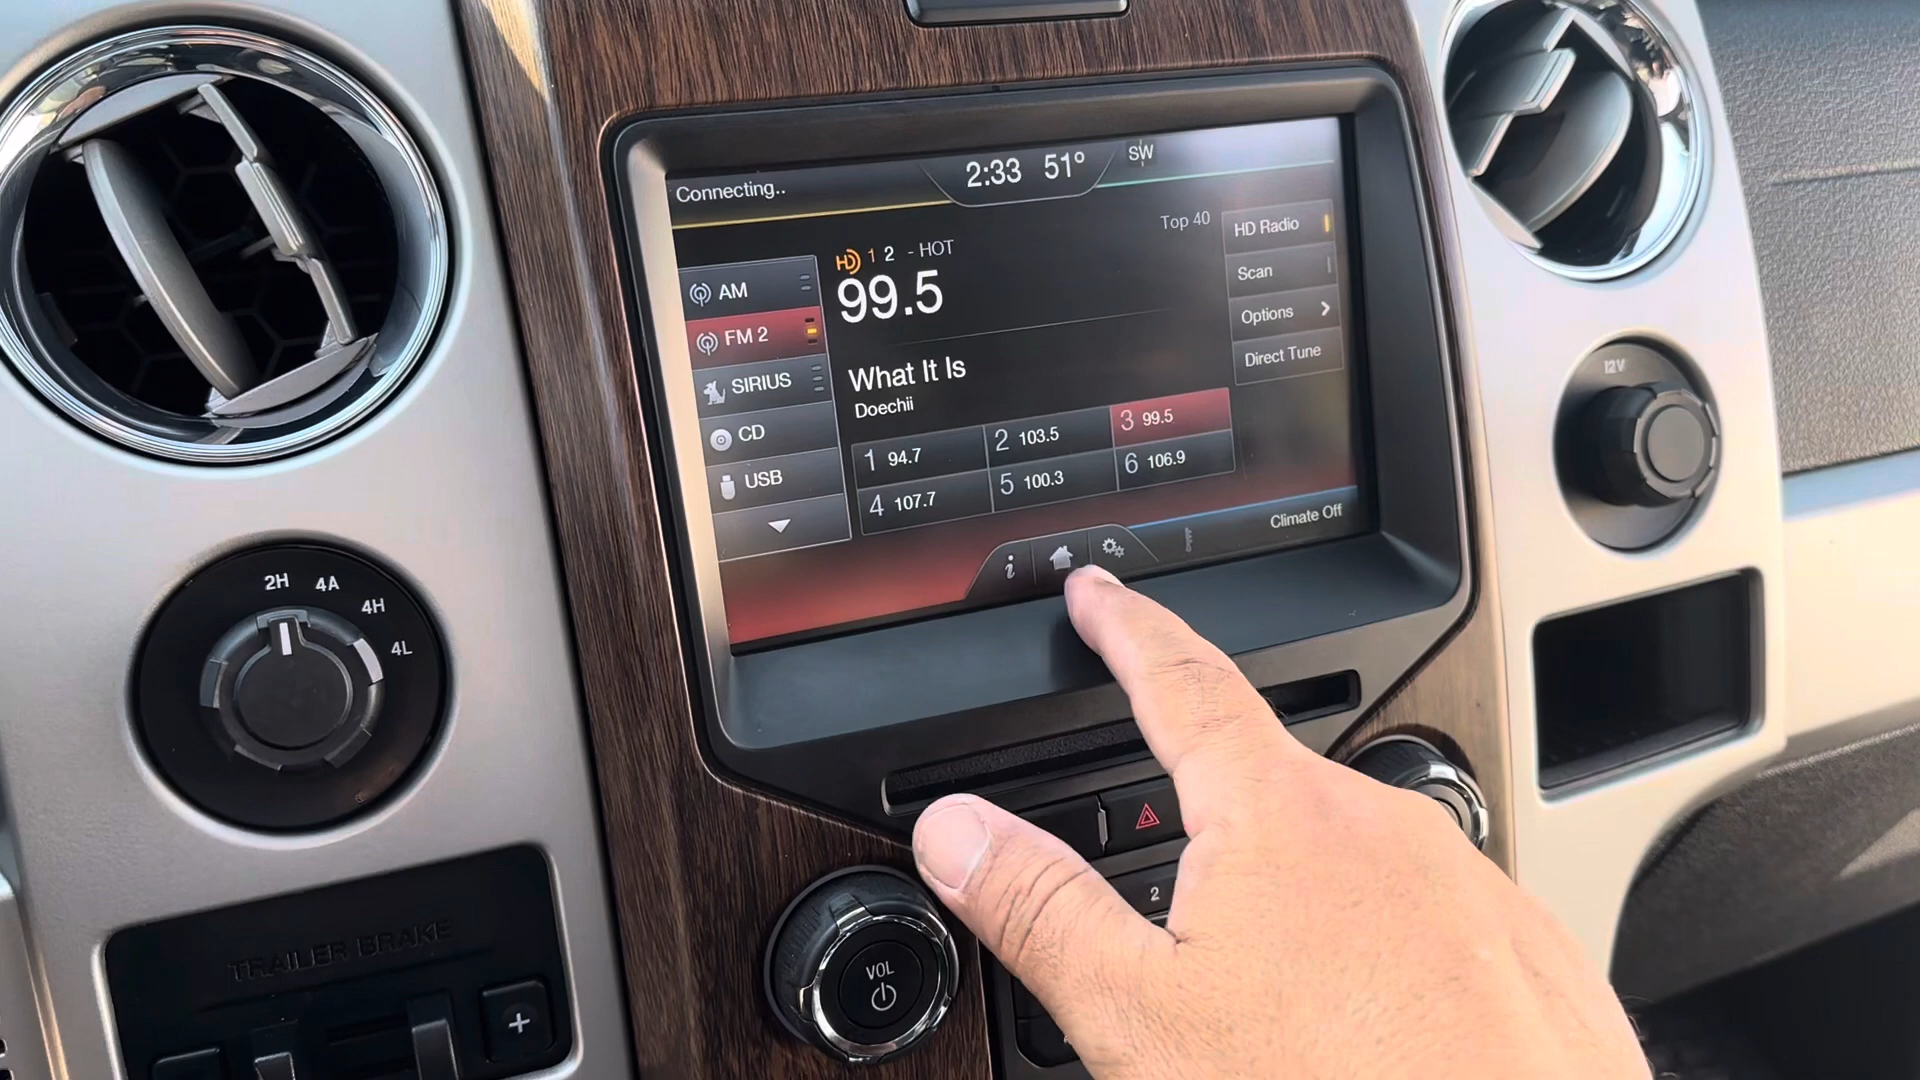 Connecting..
2:33 51°
SW
HD 1 2 - HOT
Top 40
99.5
What It Is
Doechii
AM
FM 2
SIRIUS
CD
USB
1 94.7
2 103.5
3 99.5
4 107.7
5 100.3
6 106.9
HD Radio
Scan
Options
Direct Tune
i
Climate Off
12V
2H
4A
4H
4L
TRAILER BRAKE
+
VOL
2